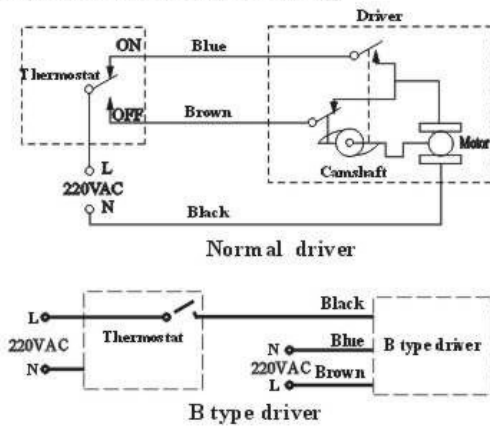 Driver
ON
Blue
Thermostat
OFF
Brown
L
220VAC
N
Black
Camshaft
Motor
Normal driver
L
220VAC
N
Thermostat
Black
N
Blue
220VAC
L
Brown
B type driver
B type driver